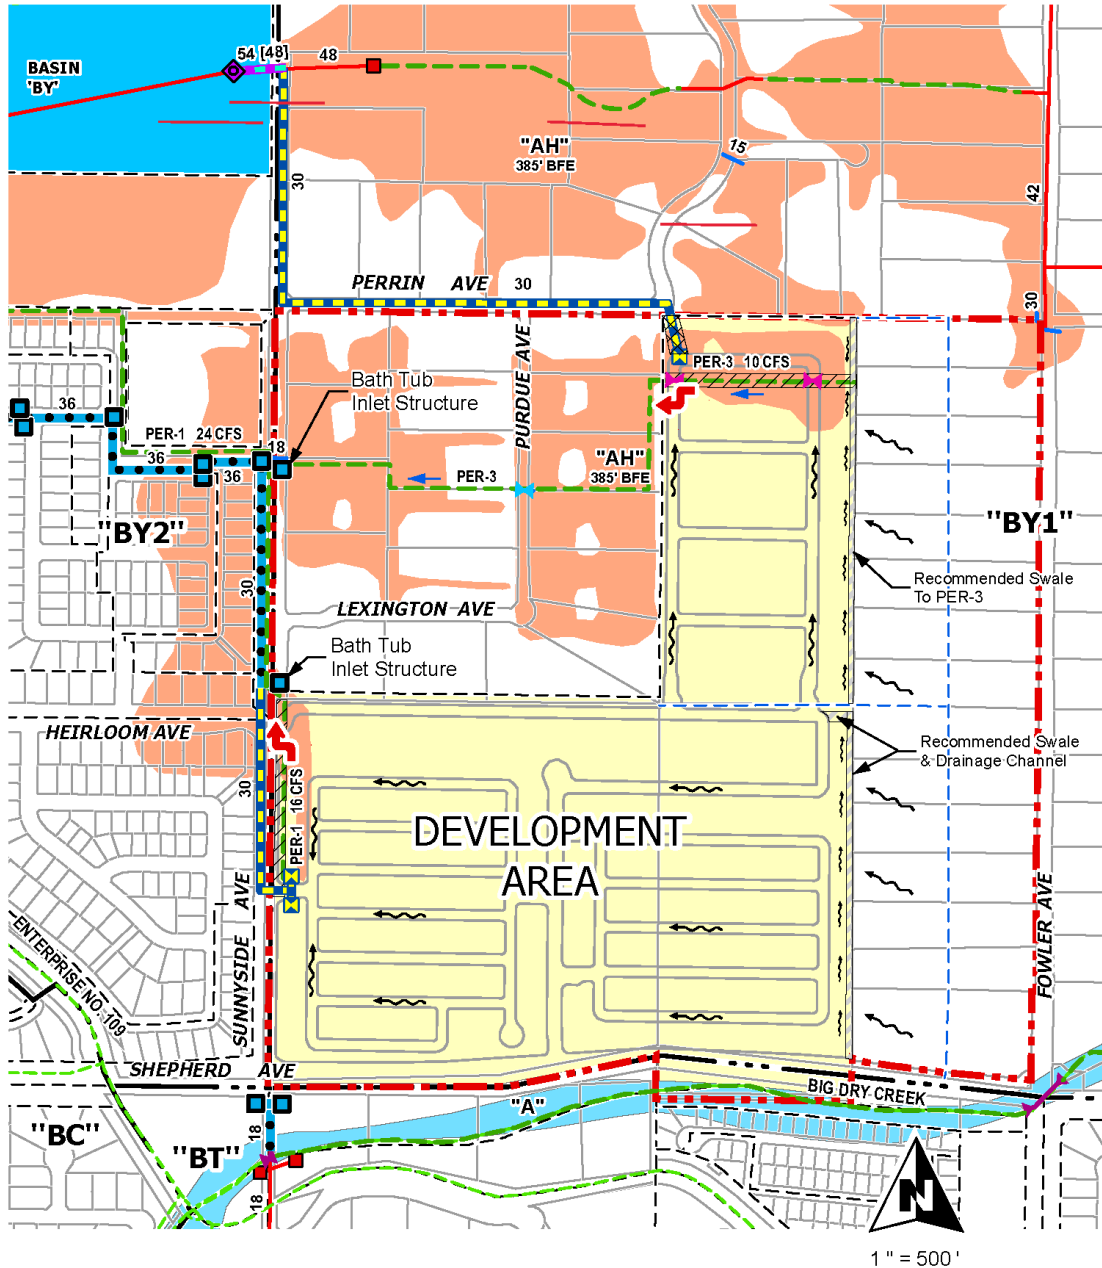 54 [48]
48
BASIN
'BY'
"AH"
385' BFE
15
30
42
PERRIN AVE
30
30
PURDUE AVE
PER-3 10 CFS
Bath Tub
Inlet Structure
36
PER-1 24 CFS
18
36
36
"AH"
385' BFE
PER-3
"BY2"
"BY1"
Recommended Swale
To PER-3
30
LEXINGTON AVE
Bath Tub
Inlet Structure
HEIRLOOM AVE
Recommended Swale
& Drainage Channel
30
PER-1 16 CFS
DEVELOPMENT
AREA
SUNNYSIDE AVE
FOWLER AVE
ENTERPRISE NO. 109
SHEPHERD AVE
BIG DRY CREEK
"A"
"BC"
"BT"
18
18
N
1 " = 500 '